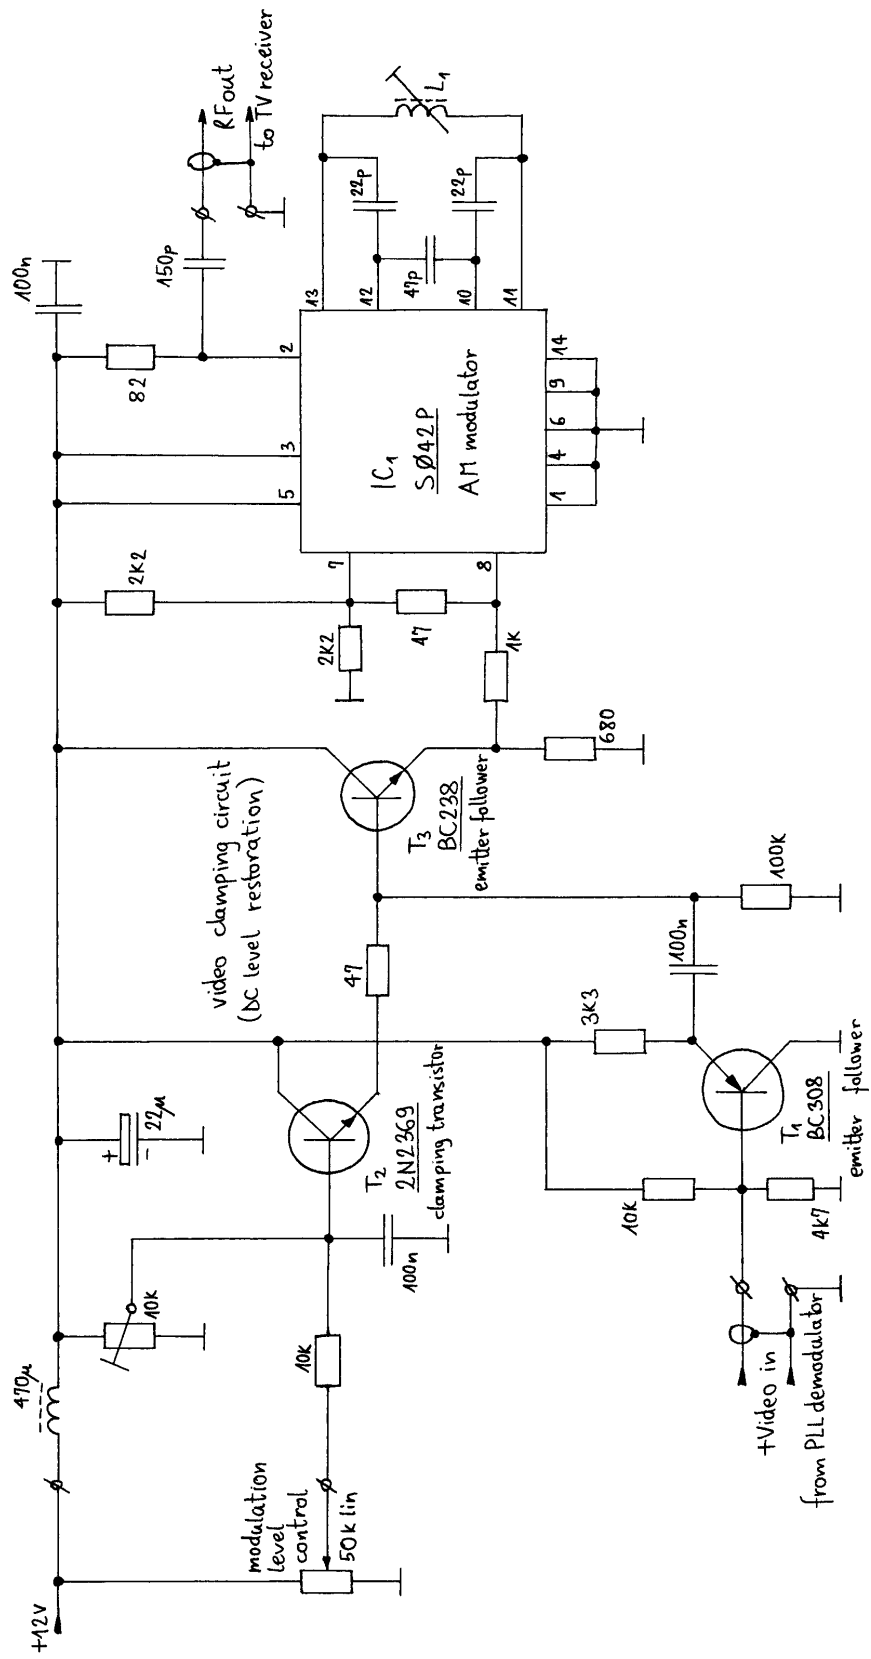 +12V
470µ
modulation
level
control
50k lin
10K
10K
100n
+
-
22µ
T2
2N2369
clamping transistor
video clamping circuit
(DC level restoration)
47
T3
BC238
emitter follower
+Video in
from PLL demodulator
10K
4K7
T1
BC308
emitter follower
3K3
100n
100K
680
1K
2K2
2K2
47
7
8
5
3
2
IC1
SØ42P
AM modulator
1
4
6
9
14
13
12
10
11
82
100n
150p
RFout
to TV receiver
22p
47p
22p
L1